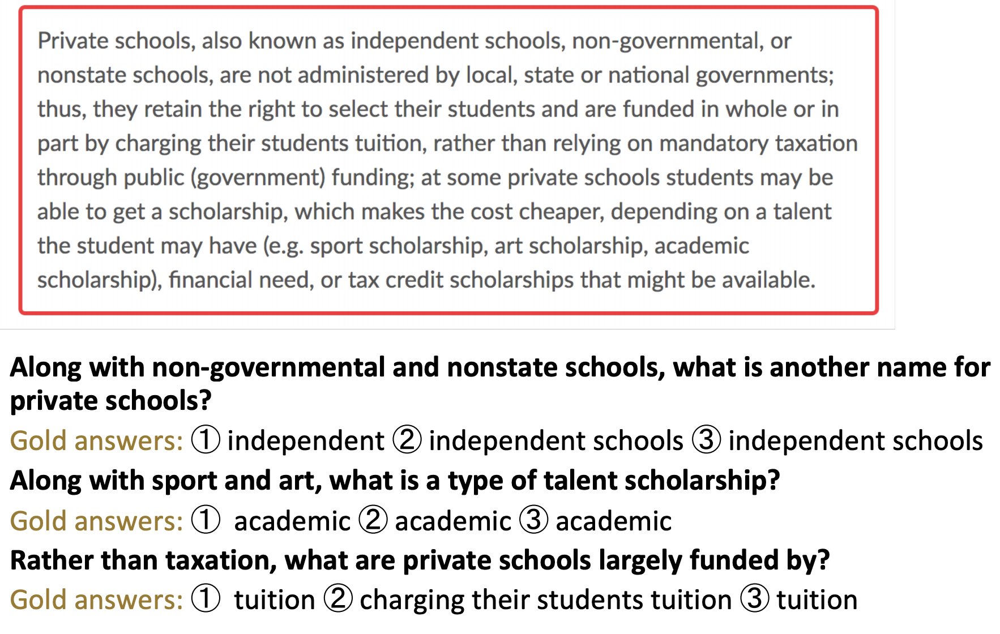 Private schools, also known as independent schools, non-governmental, or
nonstate schools, are not administered by local, state or national governments;
thus, they retain the right to select their students and are funded in whole or in
part by charging their students tuition, rather than relying on mandatory taxation
through public (government) funding; at some private schools students may be
able to get a scholarship, which makes the cost cheaper, depending on a talent
the student may have (e.g. sport scholarship, art scholarship, academic
scholarship), financial need, or tax credit scholarships that might be available.
Along with non-governmental and nonstate schools, what is another name for
private schools?
Gold answers: ① independent ② independent schools ③ independent schools
Along with sport and art, what is a type of talent scholarship?
Gold answers: ① academic ② academic ③ academic
Rather than taxation, what are private schools largely funded by?
Gold answers: ① tuition ② charging their students tuition ③ tuition